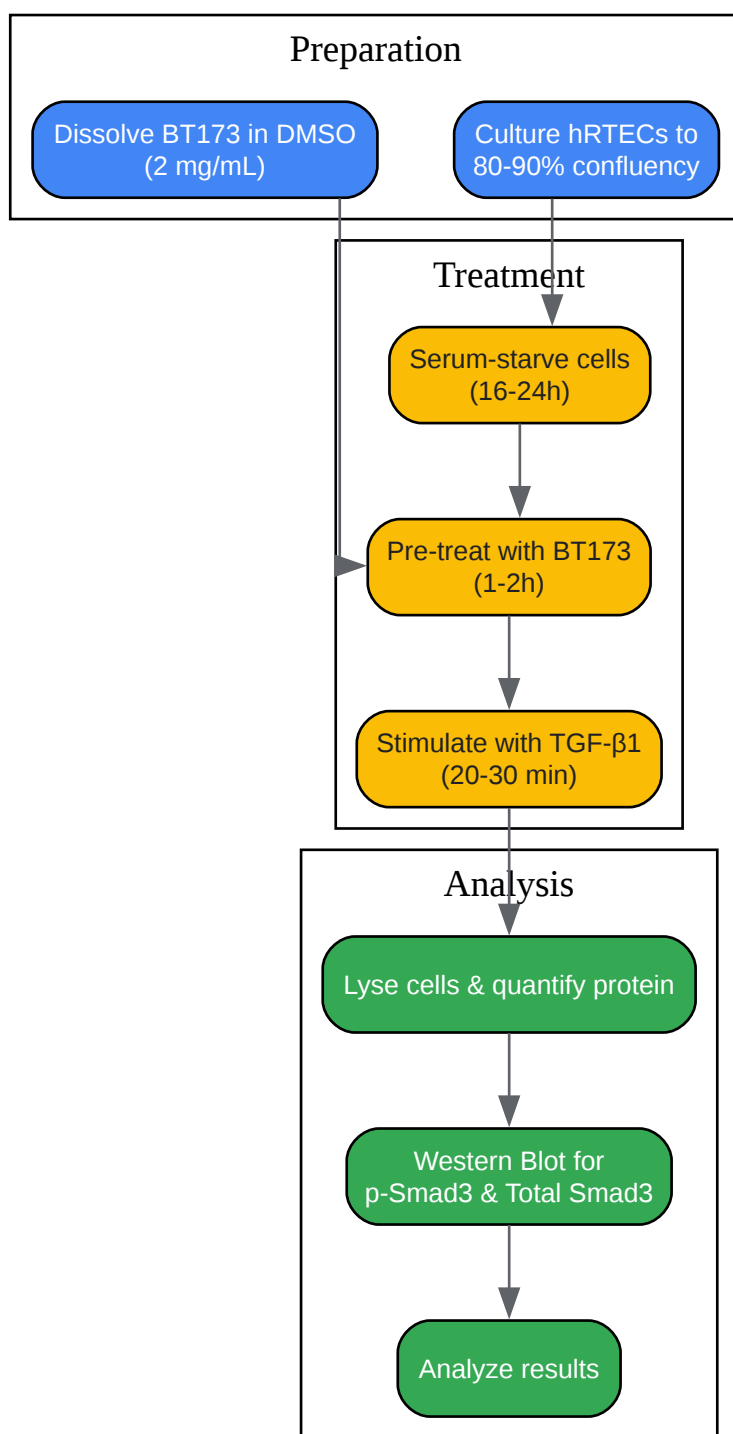 Preparation
Dissolve BT173 in DMSO
(2 mg/mL)
Culture hRTECs to
80-90% confluency
Treatment
Serum-starve cells
(16-24h)
Pre-treat with BT173
(1-2h)
Stimulate with TGF-β1
(20-30 min)
Analysis
Lyse cells & quantify protein
Western Blot for
p-Smad3 & Total Smad3
Analyze results